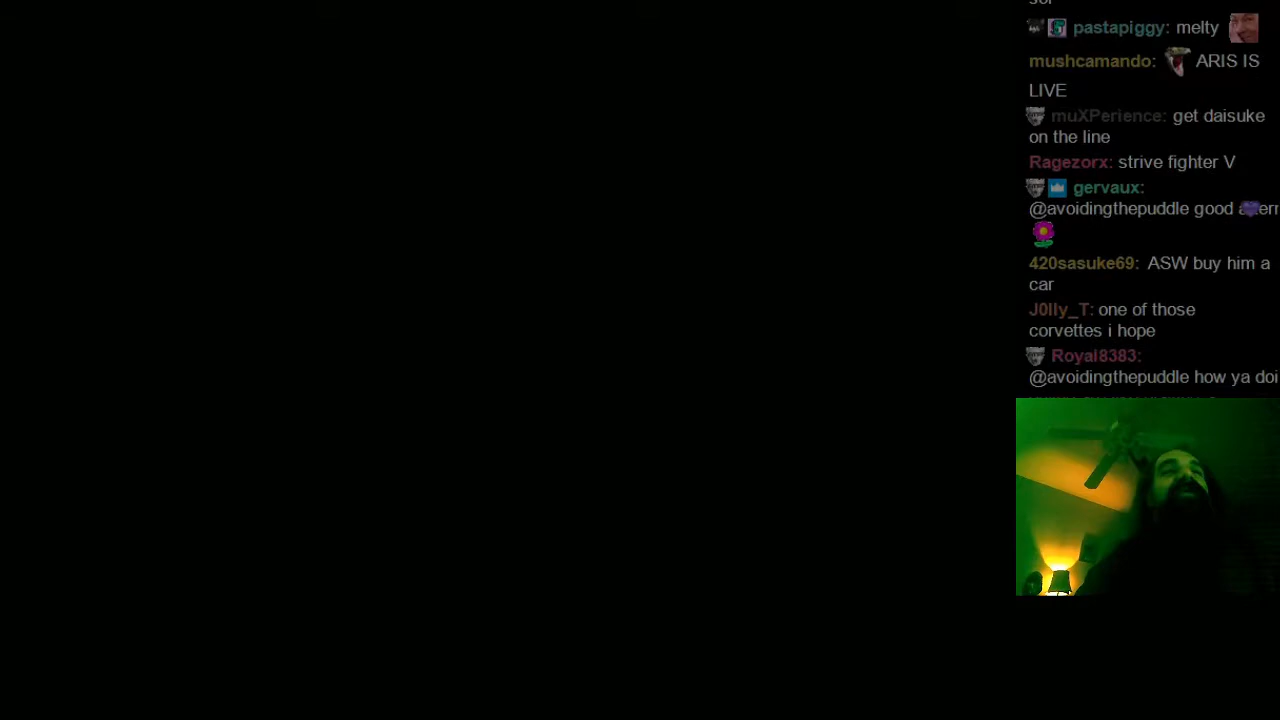 pastapiggy: melty
mushcamando: ARIS IS
LIVE
muXPerience: get daisuke
on the line
Ragezorx: strive fighter V
gervaux:
@avoidingthepuddle good
420sasuke69: ASW buy him a
car
J0lly_T: one of those
corvettes i hope
Royal8383:
@avoidingthepuddle how ya doi